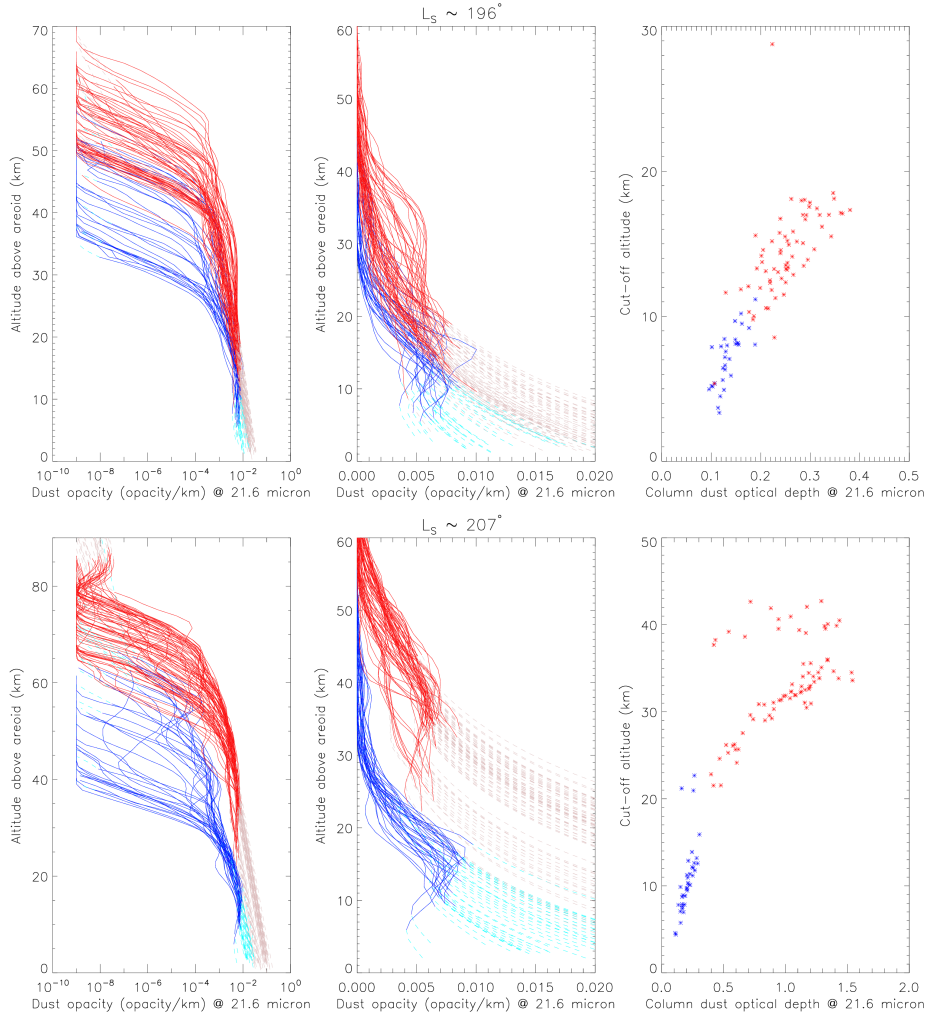 L_S ~ 196°
70
60
50
40
30
20
10
0
Altitude above areoid (km)
10^−10 10^−8 10^−6 10^−4 10^−2 10^0
Dust opacity (opacity/km) @ 21.6 micron
60
50
40
30
20
10
0
Altitude above areoid (km)
0.000 0.005 0.010 0.015 0.020
Dust opacity (opacity/km) @ 21.6 micron
30
20
10
0
Cut−off altitude (km)
0.0 0.1 0.2 0.3 0.4 0.5
Column dust optical depth @ 21.6 micron
L_S ~ 207°
80
60
40
20
0
Altitude above areoid (km)
10^−10 10^−8 10^−6 10^−4 10^−2 10^0
Dust opacity (opacity/km) @ 21.6 micron
60
50
40
30
20
10
0
Altitude above areoid (km)
0.000 0.005 0.010 0.015 0.020
Dust opacity (opacity/km) @ 21.6 micron
50
40
30
20
10
0
Cut−off altitude (km)
0.0 0.5 1.0 1.5 2.0
Column dust optical depth @ 21.6 micron